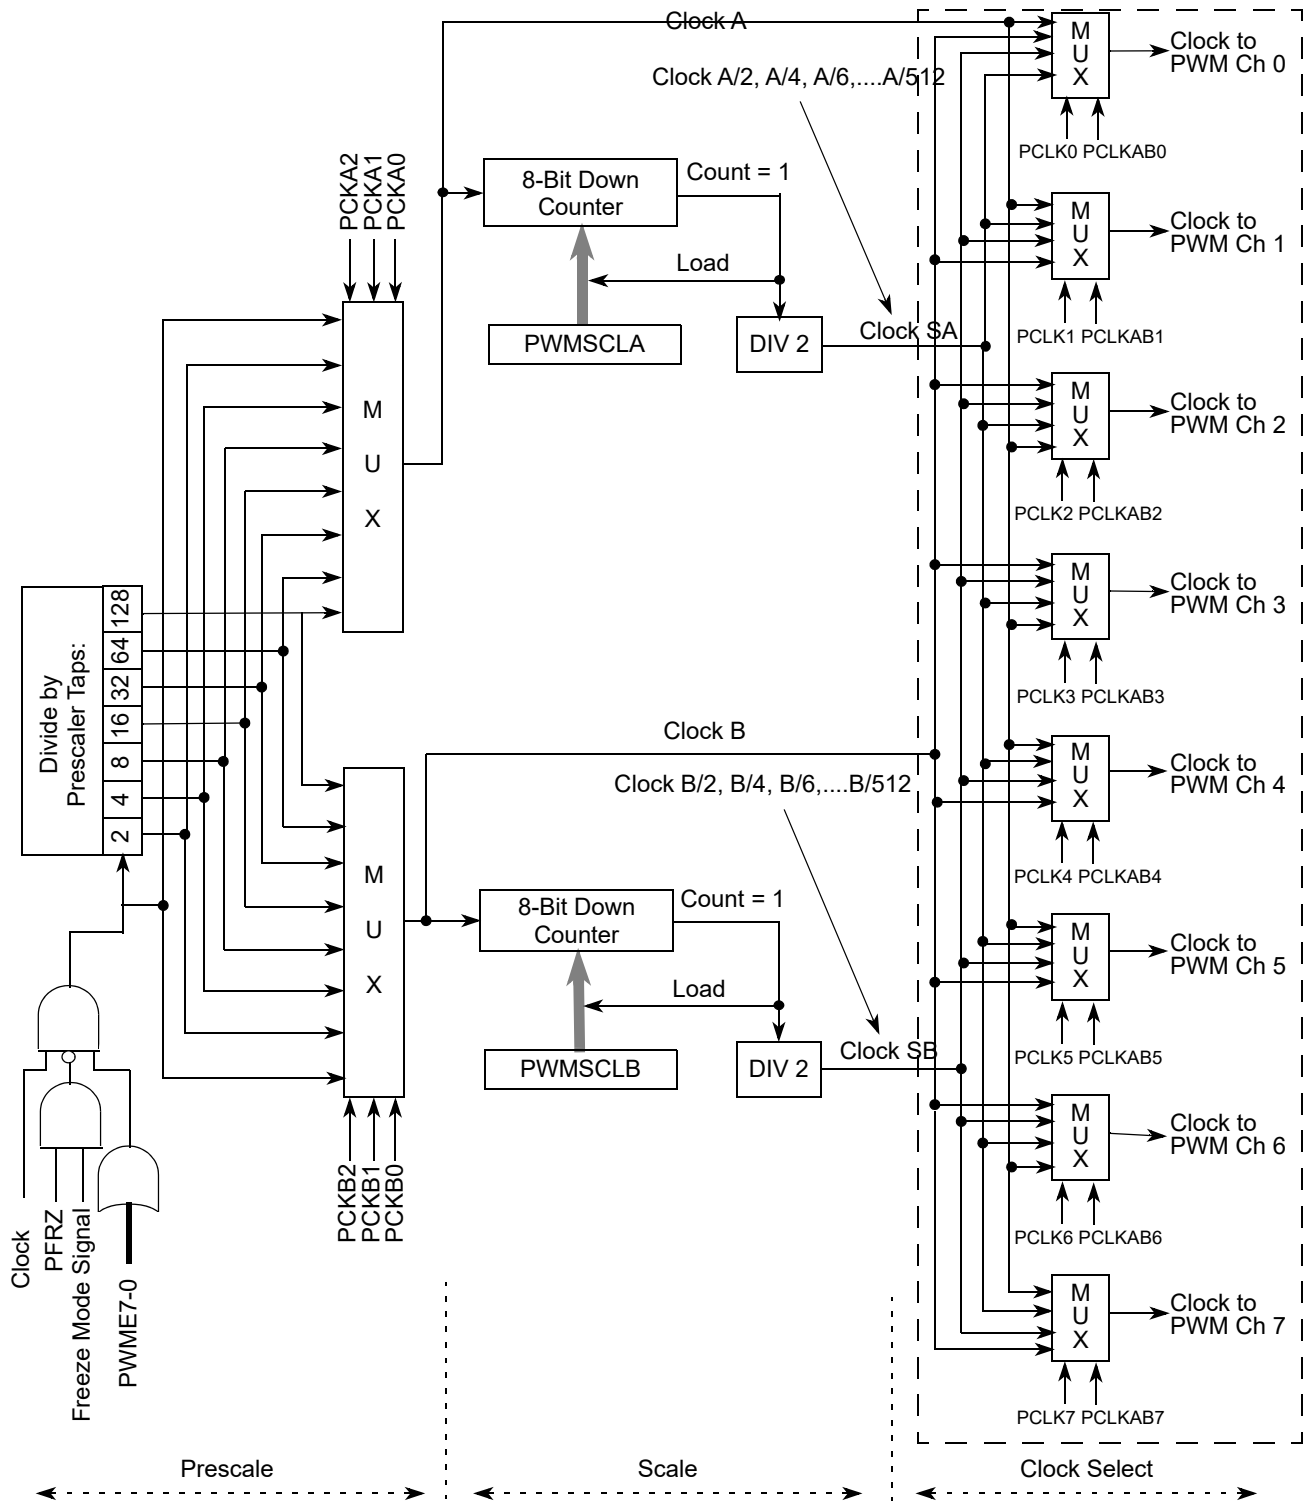 Clock A
Clock A/2, A/4, A/6,....A/512
PCKA2
PCKA1
PCKA0
8-Bit Down
Counter
Count = 1
Load
PWMSCLA
DIV 2
Clock SA
M
U
X
Divide by
Prescaler Taps:
128
64
32
16
8
4
2
Clock B
Clock B/2, B/4, B/6,....B/512
M
U
X
8-Bit Down
Counter
Count = 1
Load
PWMSCLB
DIV 2
Clock SB
PCKB2
PCKB1
PCKB0
Clock
PFRZ
Freeze Mode Signal
PWME7-0
M
U
X
Clock to
PWM Ch 0
PCLK0 PCLKAB0
M
U
X
Clock to
PWM Ch 1
PCLK1 PCLKAB1
M
U
X
Clock to
PWM Ch 2
PCLK2 PCLKAB2
M
U
X
Clock to
PWM Ch 3
PCLK3 PCLKAB3
M
U
X
Clock to
PWM Ch 4
PCLK4 PCLKAB4
M
U
X
Clock to
PWM Ch 5
PCLK5 PCLKAB5
M
U
X
Clock to
PWM Ch 6
PCLK6 PCLKAB6
M
U
X
Clock to
PWM Ch 7
PCLK7 PCLKAB7
Prescale
Scale
Clock Select